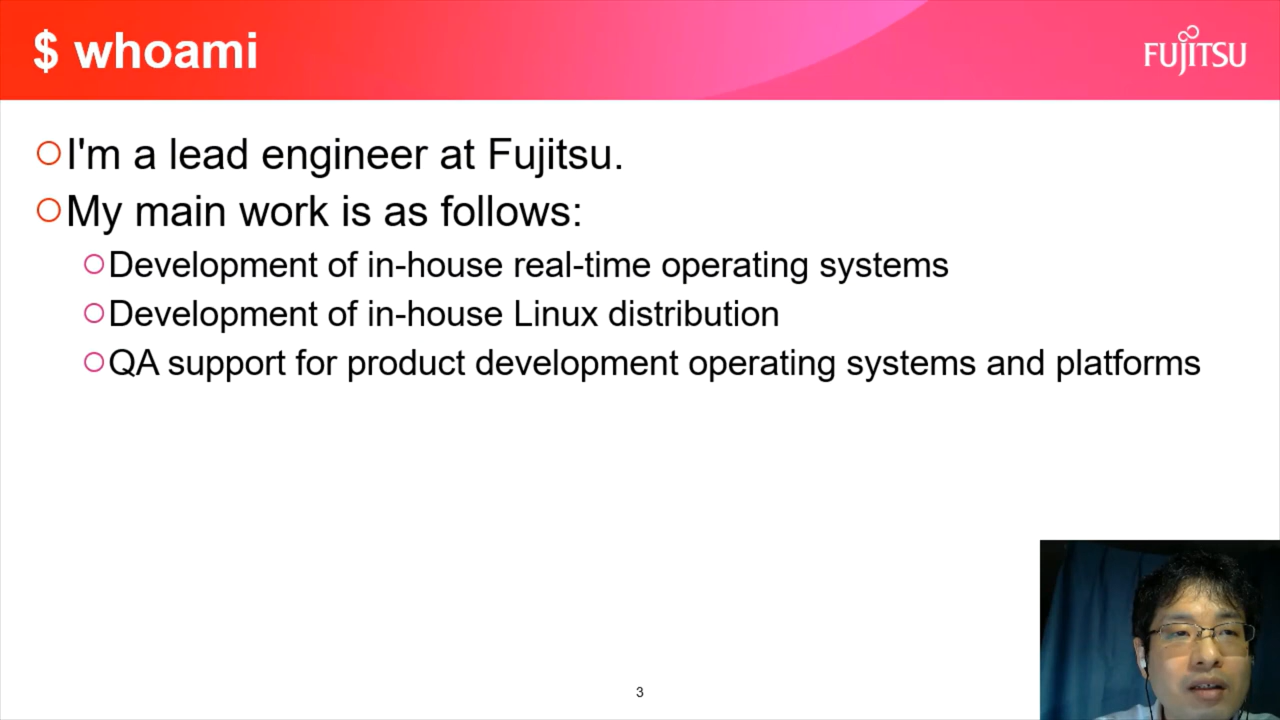 $ whoami
FUJITSU
I'm a lead engineer at Fujitsu.
My main work is as follows:
Development of in-house real-time operating systems
Development of in-house Linux distribution
QA support for product development operating systems and platforms
3